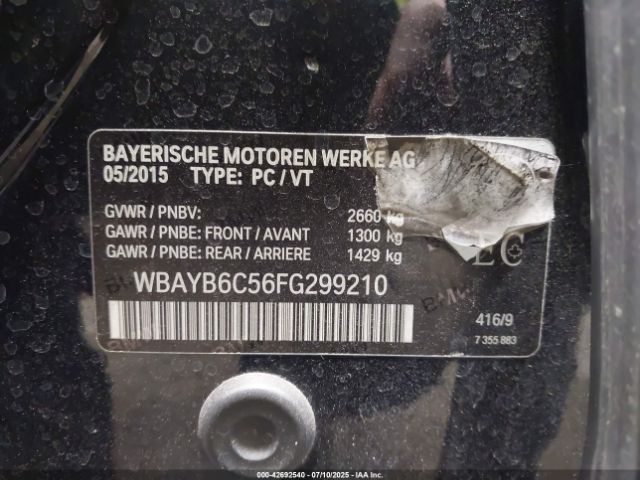 BAYERISCHE MOTOREN WERKE AG
05/2015 TYPE: PC / VT
GVWR / PNBV: 2660 kg
GAWR / PNBE: FRONT / AVANT 1300 kg
GAWR / PNBE: REAR / ARRIERE 1429 kg
WBAYB6C56FG299210
416/9
7 355 883
000-42692540 - 07/10/2025 - IAA Inc.